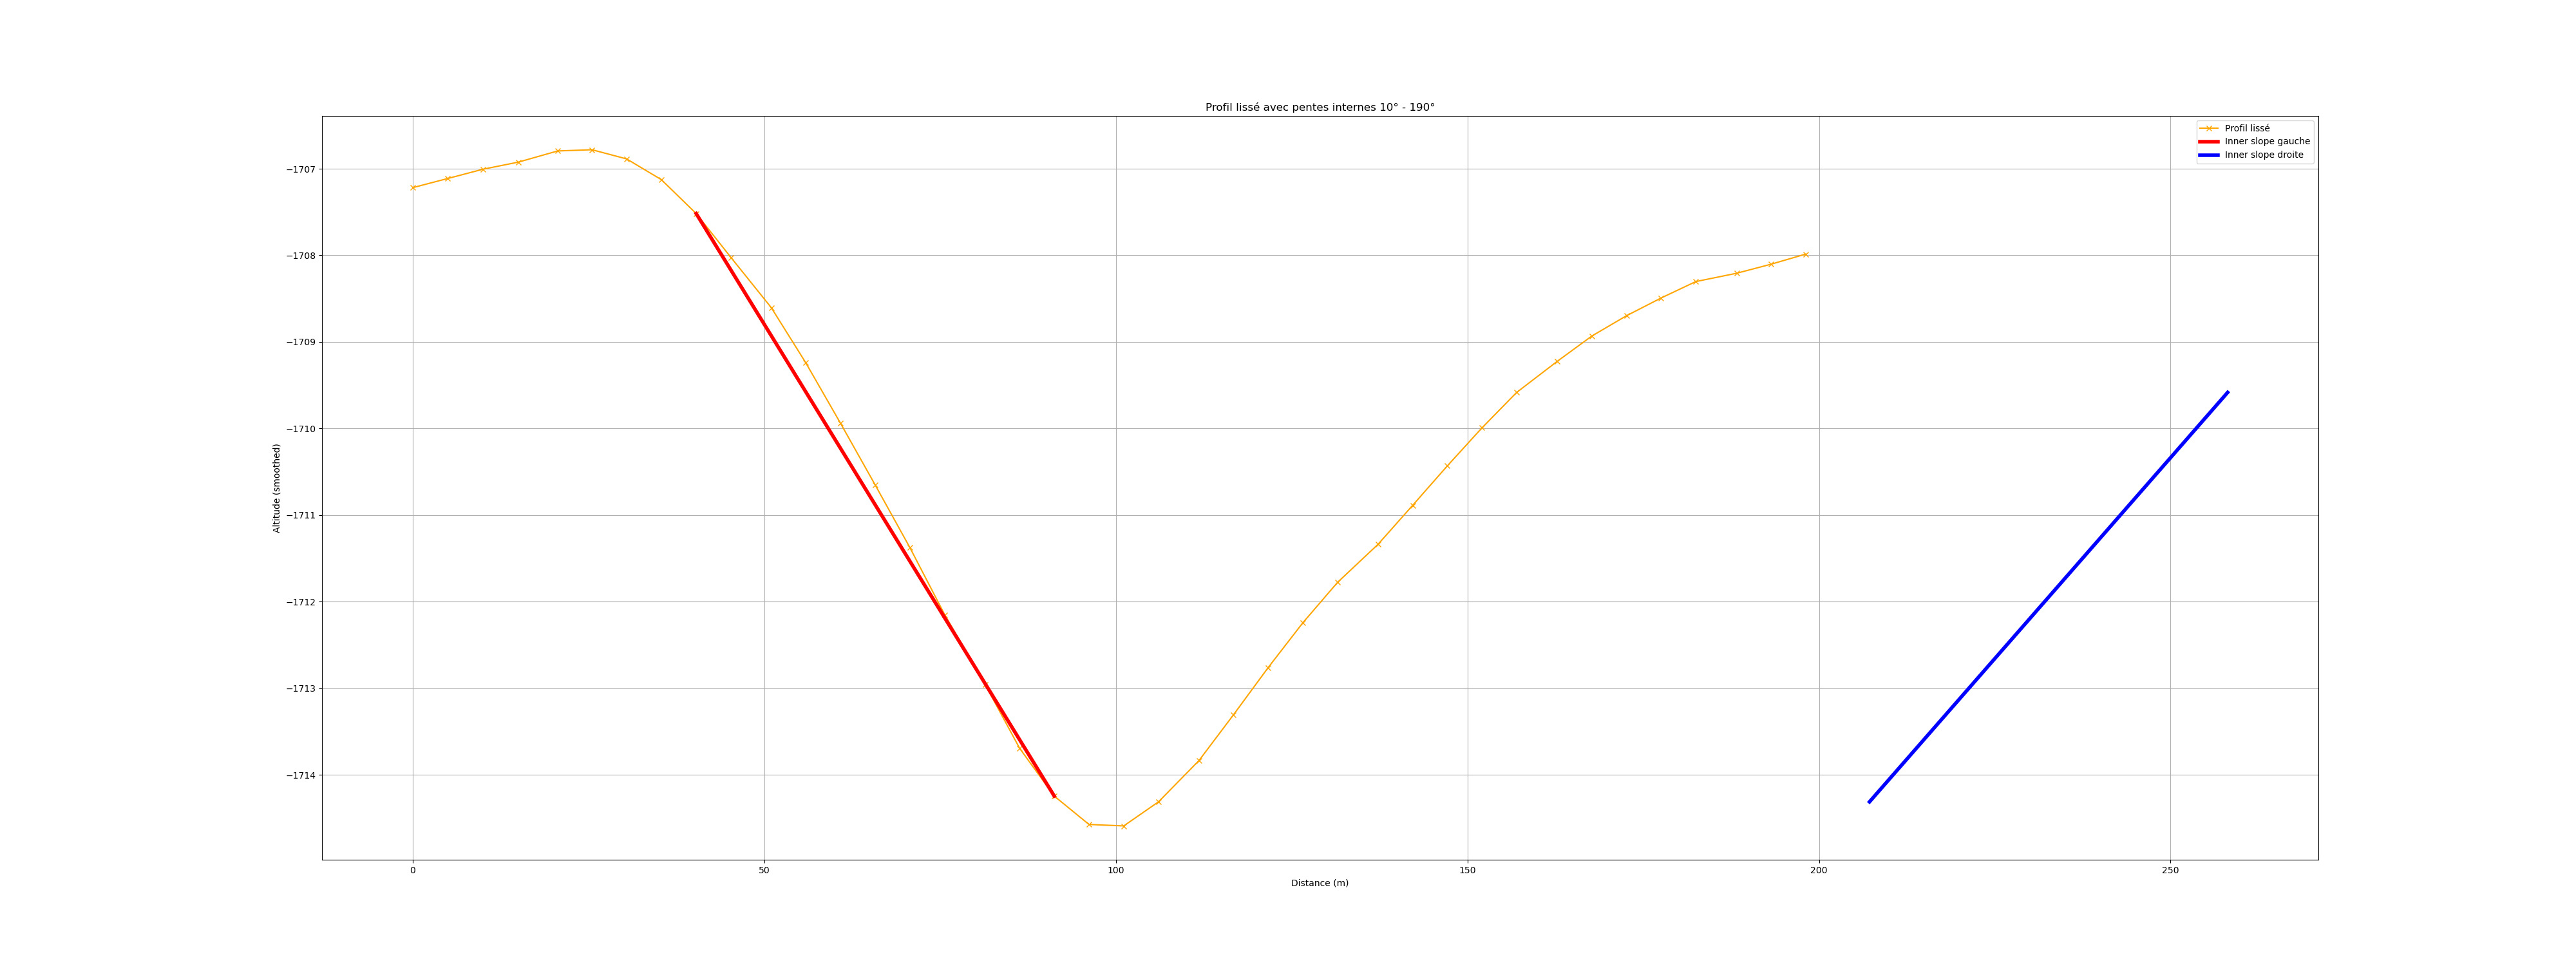 Profil lissé avec pentes internes 10° - 190°
Profil lissé
Inner slope gauche
Inner slope droite
−1707
−1708
−1709
−1710
−1711
−1712
−1713
−1714
Altitude (smoothed)
0
50
100
150
200
250
Distance (m)